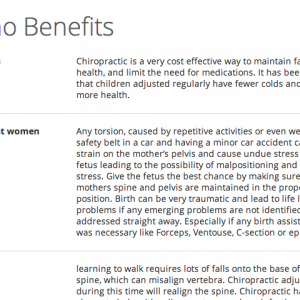 Benefits
Chiropractic is a very cost effective way to maintain
health, and limit the need for medications. It has bee
that children adjusted regularly have fewer colds and
more health.
women
Any torsion, caused by repetitive activities or even we
safety belt in a car and having a minor car accident c
strain on the mother's pelvis and cause undue stress
fetus leading to the possibility of malpositioning and
stress. Give the fetus the best chance by making sure
mothers spine and pelvis are maintained in the prope
position. Birth can be very traumatic and lead to life l
problems if any emerging problems are not identified
addressed straight away. Especially if any birth assist
was necessary like Forceps, Ventouse, C-section or ep
learning to walk requires lots of falls onto the base of
spine, which can misalign vertebra. Chiropractic adju
during this time will realign the spine. Chiropractic h